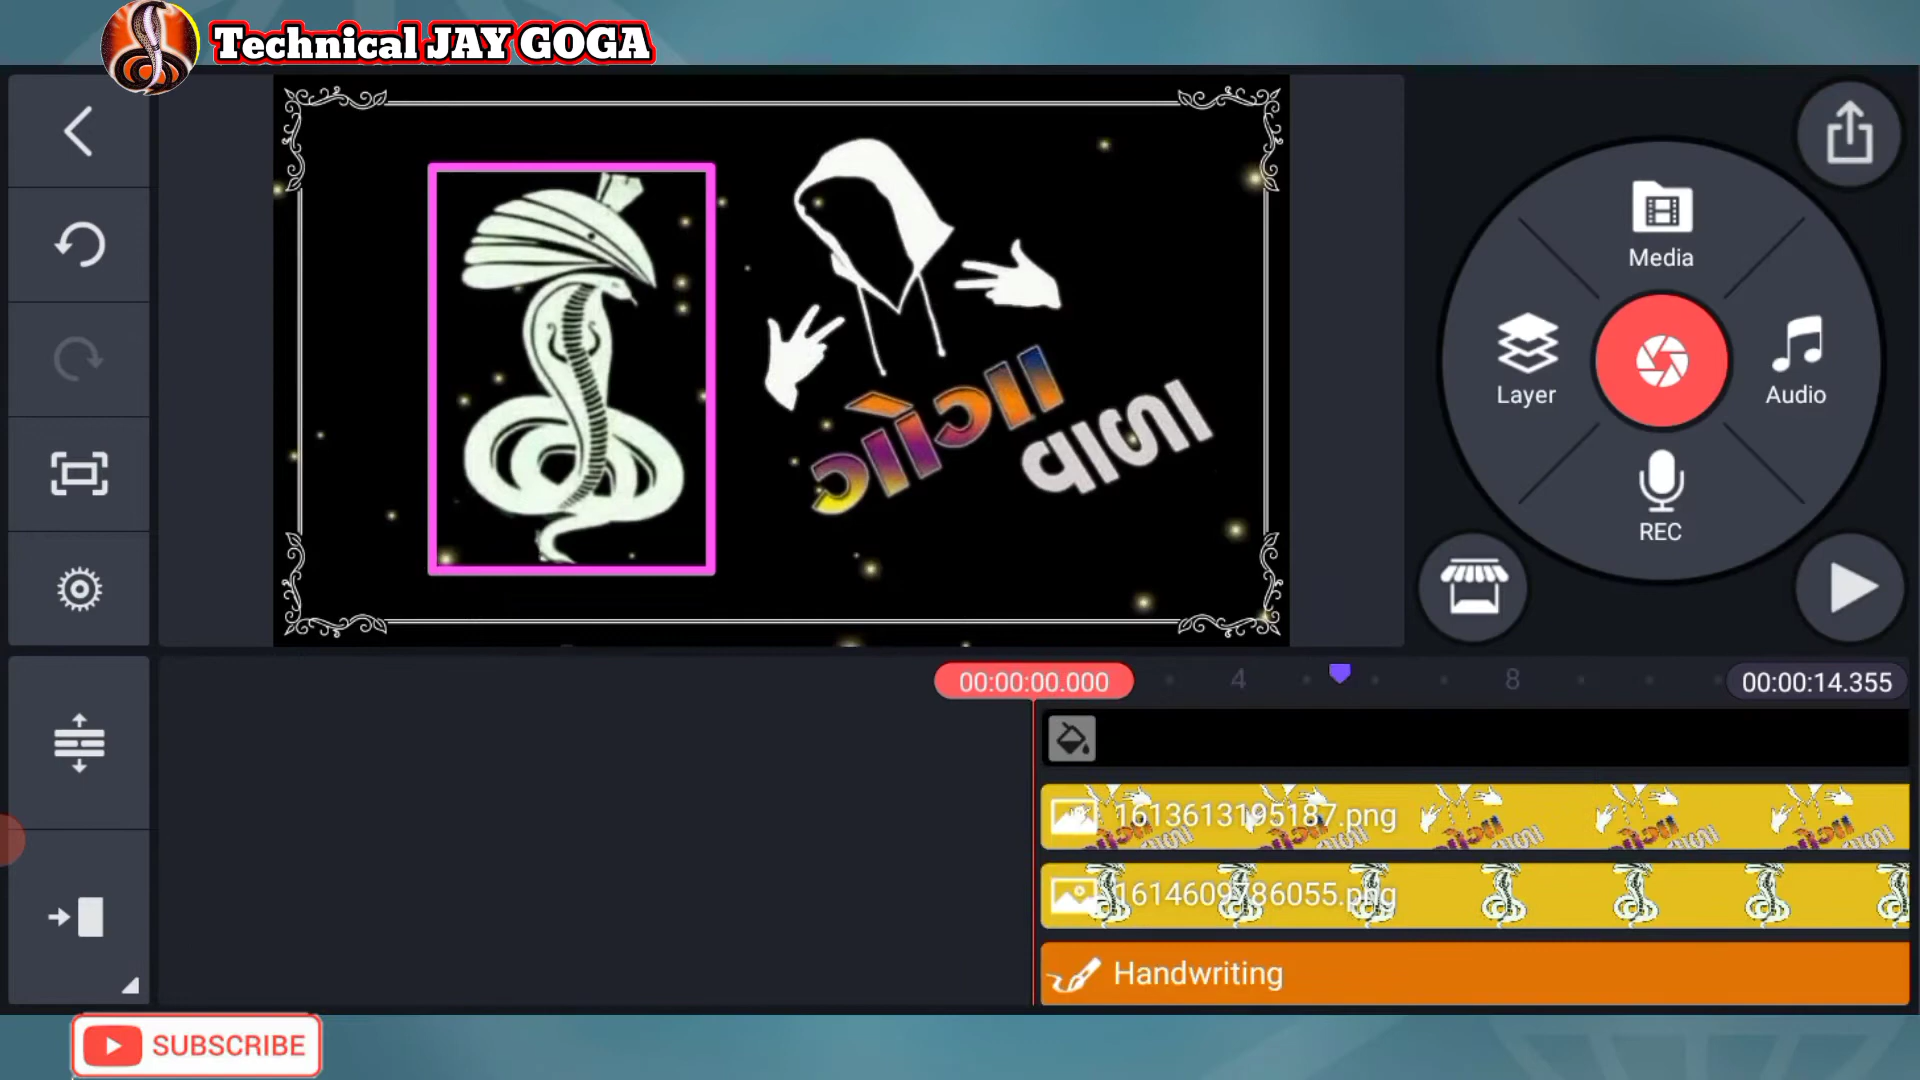 Technical JAY GOGA
ગોગા
વાળા
Media
Layer
Audio
REC
00:00:00.000
4
8
00:00:14.355
1613613195187.png
1614609786055.png
Handwriting
SUBSCRIBE